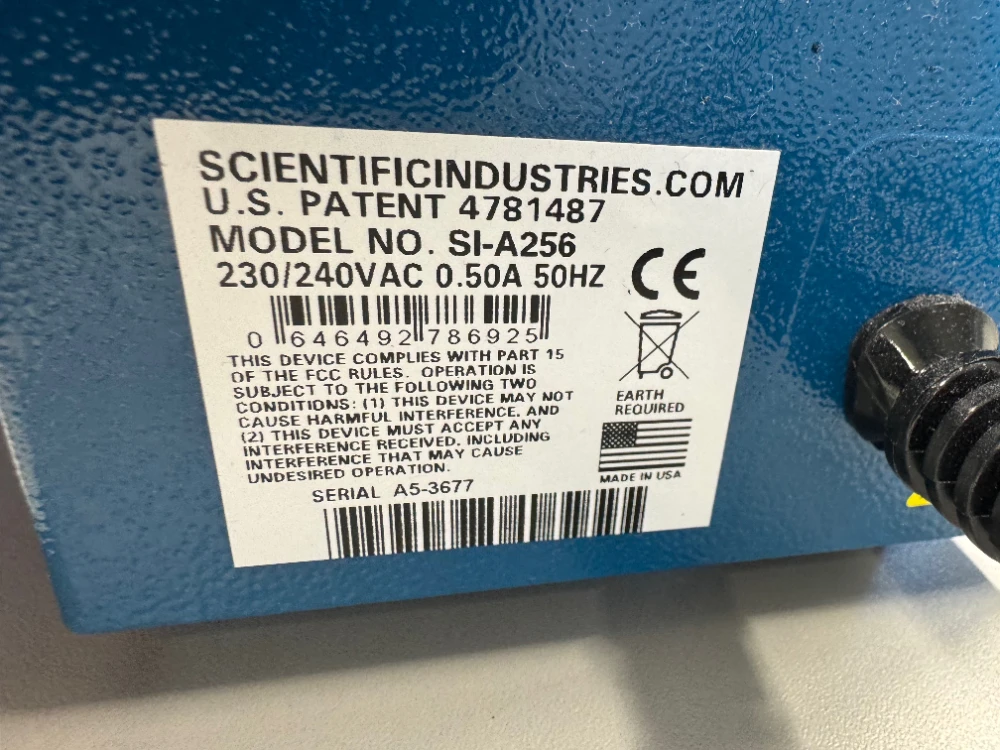 SCIENTIFICINDUSTRIES.COM
U.S. PATENT 4781487
MODEL NO. SI-A256
230/240VAC 0.50A 50HZ
CE
0 646492 786925
THIS DEVICE COMPLIES WITH PART 15
OF THE FCC RULES. OPERATION IS
SUBJECT TO THE FOLLOWING TWO
CONDITIONS: (1) THIS DEVICE MAY NOT
CAUSE HARMFUL INTERFERENCE, AND
(2) THIS DEVICE MUST ACCEPT ANY
INTERFERENCE RECEIVED, INCLUDING
INTERFERENCE THAT MAY CAUSE
UNDESIRED OPERATION.
EARTH
REQUIRED
MADE IN USA
SERIAL A5-3677